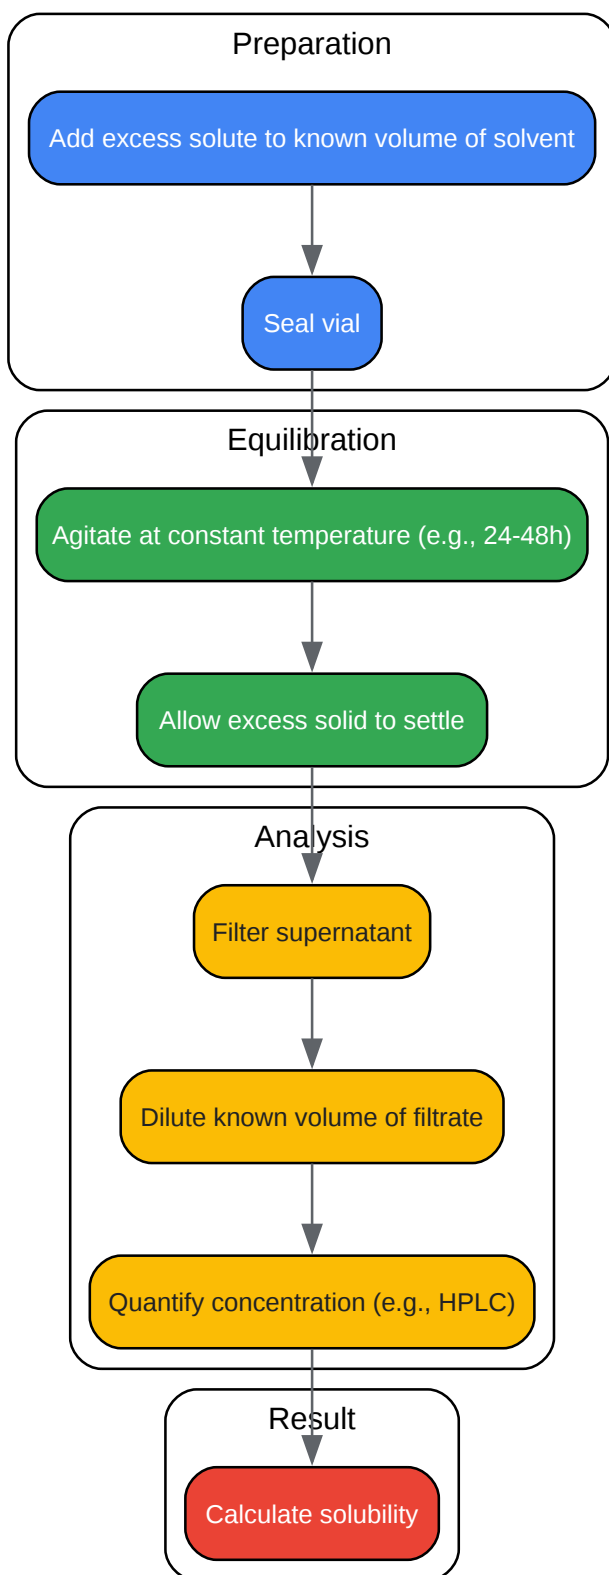 Preparation
Add excess solute to known volume of solvent
Seal vial
Equilibration
Agitate at constant temperature (e.g., 24-48h)
Allow excess solid to settle
Analysis
Filter supernatant
Dilute known volume of filtrate
Quantify concentration (e.g., HPLC)
Result
Calculate solubility